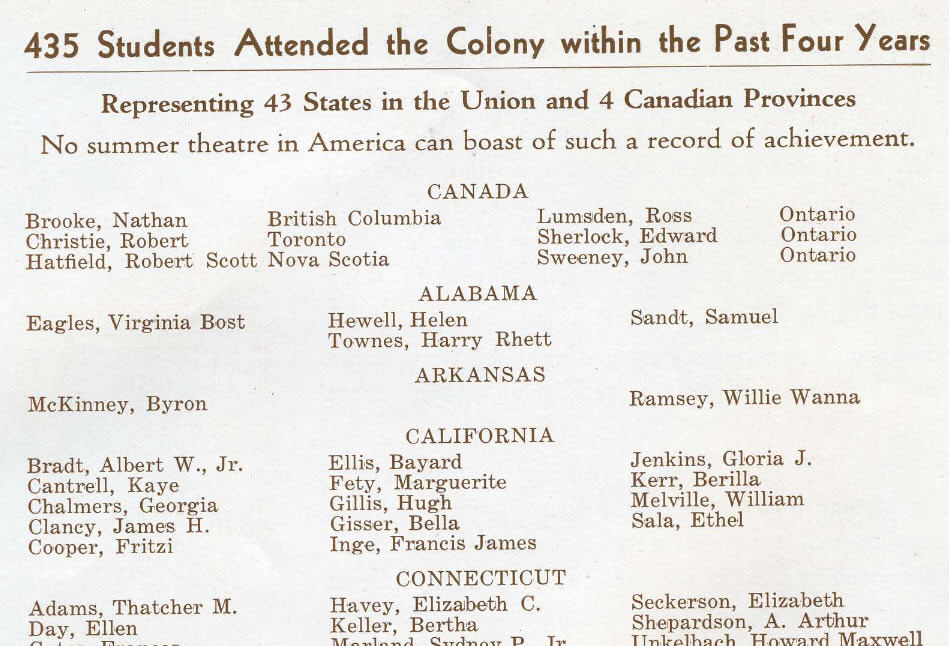 435 Students Attended the Colony within the Past Four Years
Representing 43 States in the Union and 4 Canadian Provinces
No summer theatre in America can boast of such a record of achievement.
CANADA
Brooke, Nathan British Columbia Lumsden, Ross Ontario
Christie, Robert Toronto Sherlock, Edward Ontario
Hatfield, Robert Scott Nova Scotia Sweeney, John Ontario
ALABAMA
Eagles, Virginia Bost Hewell, Helen Sandt, Samuel
Townes, Harry Rhett
ARKANSAS
McKinney, Byron Ramsey, Willie Wanna
CALIFORNIA
Bradt, Albert W., Jr. Ellis, Bayard Jenkins, Gloria J.
Cantrell, Kaye Fety, Marguerite Kerr, Berilla
Chalmers, Georgia Gillis, Hugh Melville, William
Clancy, James H. Gisser, Bella Sala, Ethel
Cooper, Fritzi Inge, Francis James
CONNECTICUT
Adams, Thatcher M. Havey, Elizabeth C. Seckerson, Elizabeth
Day, Ellen Keller, Bertha Shepardson, A. Arthur
Marland, Sydney P., Jr. Unkelbach, Howard Maxwell